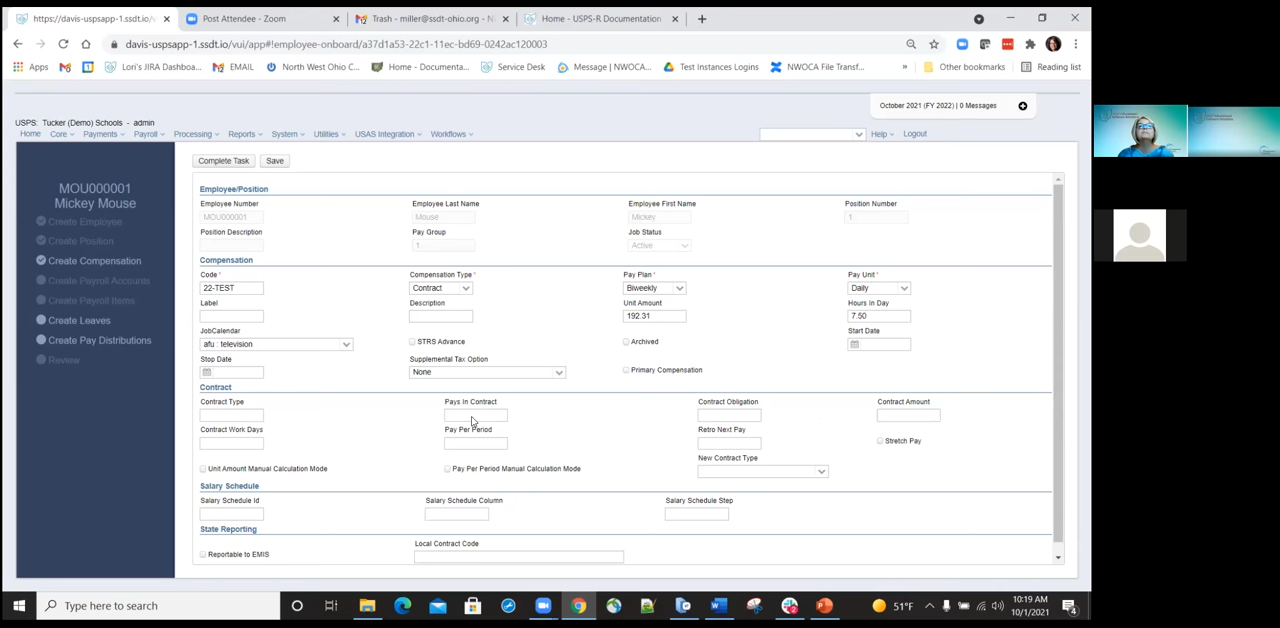 https://davis-uspsapp-1.ssdt.io/v
Post Attendee - Zoom
Trash - miller@ssdt-ohio.org - N
Home - USPS-R Documentation
davis-uspsapp-1.ssdt.io/vui/app#!employee-onboard/a37d1a53-22c1-11ec-bd69-0242ac120003
Apps
Lori's JIRA Dashboa...
EMAIL
North West Ohio C...
Home - Documenta...
Service Desk
Message | NWOCA...
Test Instances Logins
NWOCA File Transf...
»
Other bookmarks
Reading list
October 2021 (FY 2022) | 0 Messages
USPS: Tucker (Demo) Schools - admin
Home Core Payments Payroll Processing Reports System Utilities USAS Integration Workflows Help Logout
MOU000001
Mickey Mouse
Create Employee
Create Position
Create Compensation
Create Payroll Accounts
Create Payroll Items
Create Leaves
Create Pay Distributions
Review
Complete Task Save
Employee/Position
Employee Number Employee Last Name Employee First Name Position Number
MOU000001 Mouse Mickey 1
Position Description Pay Group Job Status
1 Active
Compensation
Code* Compensation Type* Pay Plan* Pay Unit*
22-TEST Contract Biweekly Daily
Label Description Unit Amount Hours In Day
192.31 7.50
JobCalendar STRS Advance Archived Start Date
afu : television
Stop Date Supplemental Tax Option
None Primary Compensation
Contract
Contract Type Pays In Contract Contract Obligation Contract Amount
Contract Work Days Pay Per Period Retro Next Pay
Stretch Pay
New Contract Type
Unit Amount Manual Calculation Mode Pay Per Period Manual Calculation Mode
Salary Schedule
Salary Schedule Id Salary Schedule Column Salary Schedule Step
State Reporting
Local Contract Code
Reportable to EMIS
Type here to search
51°F
10:19 AM
10/1/2021
4